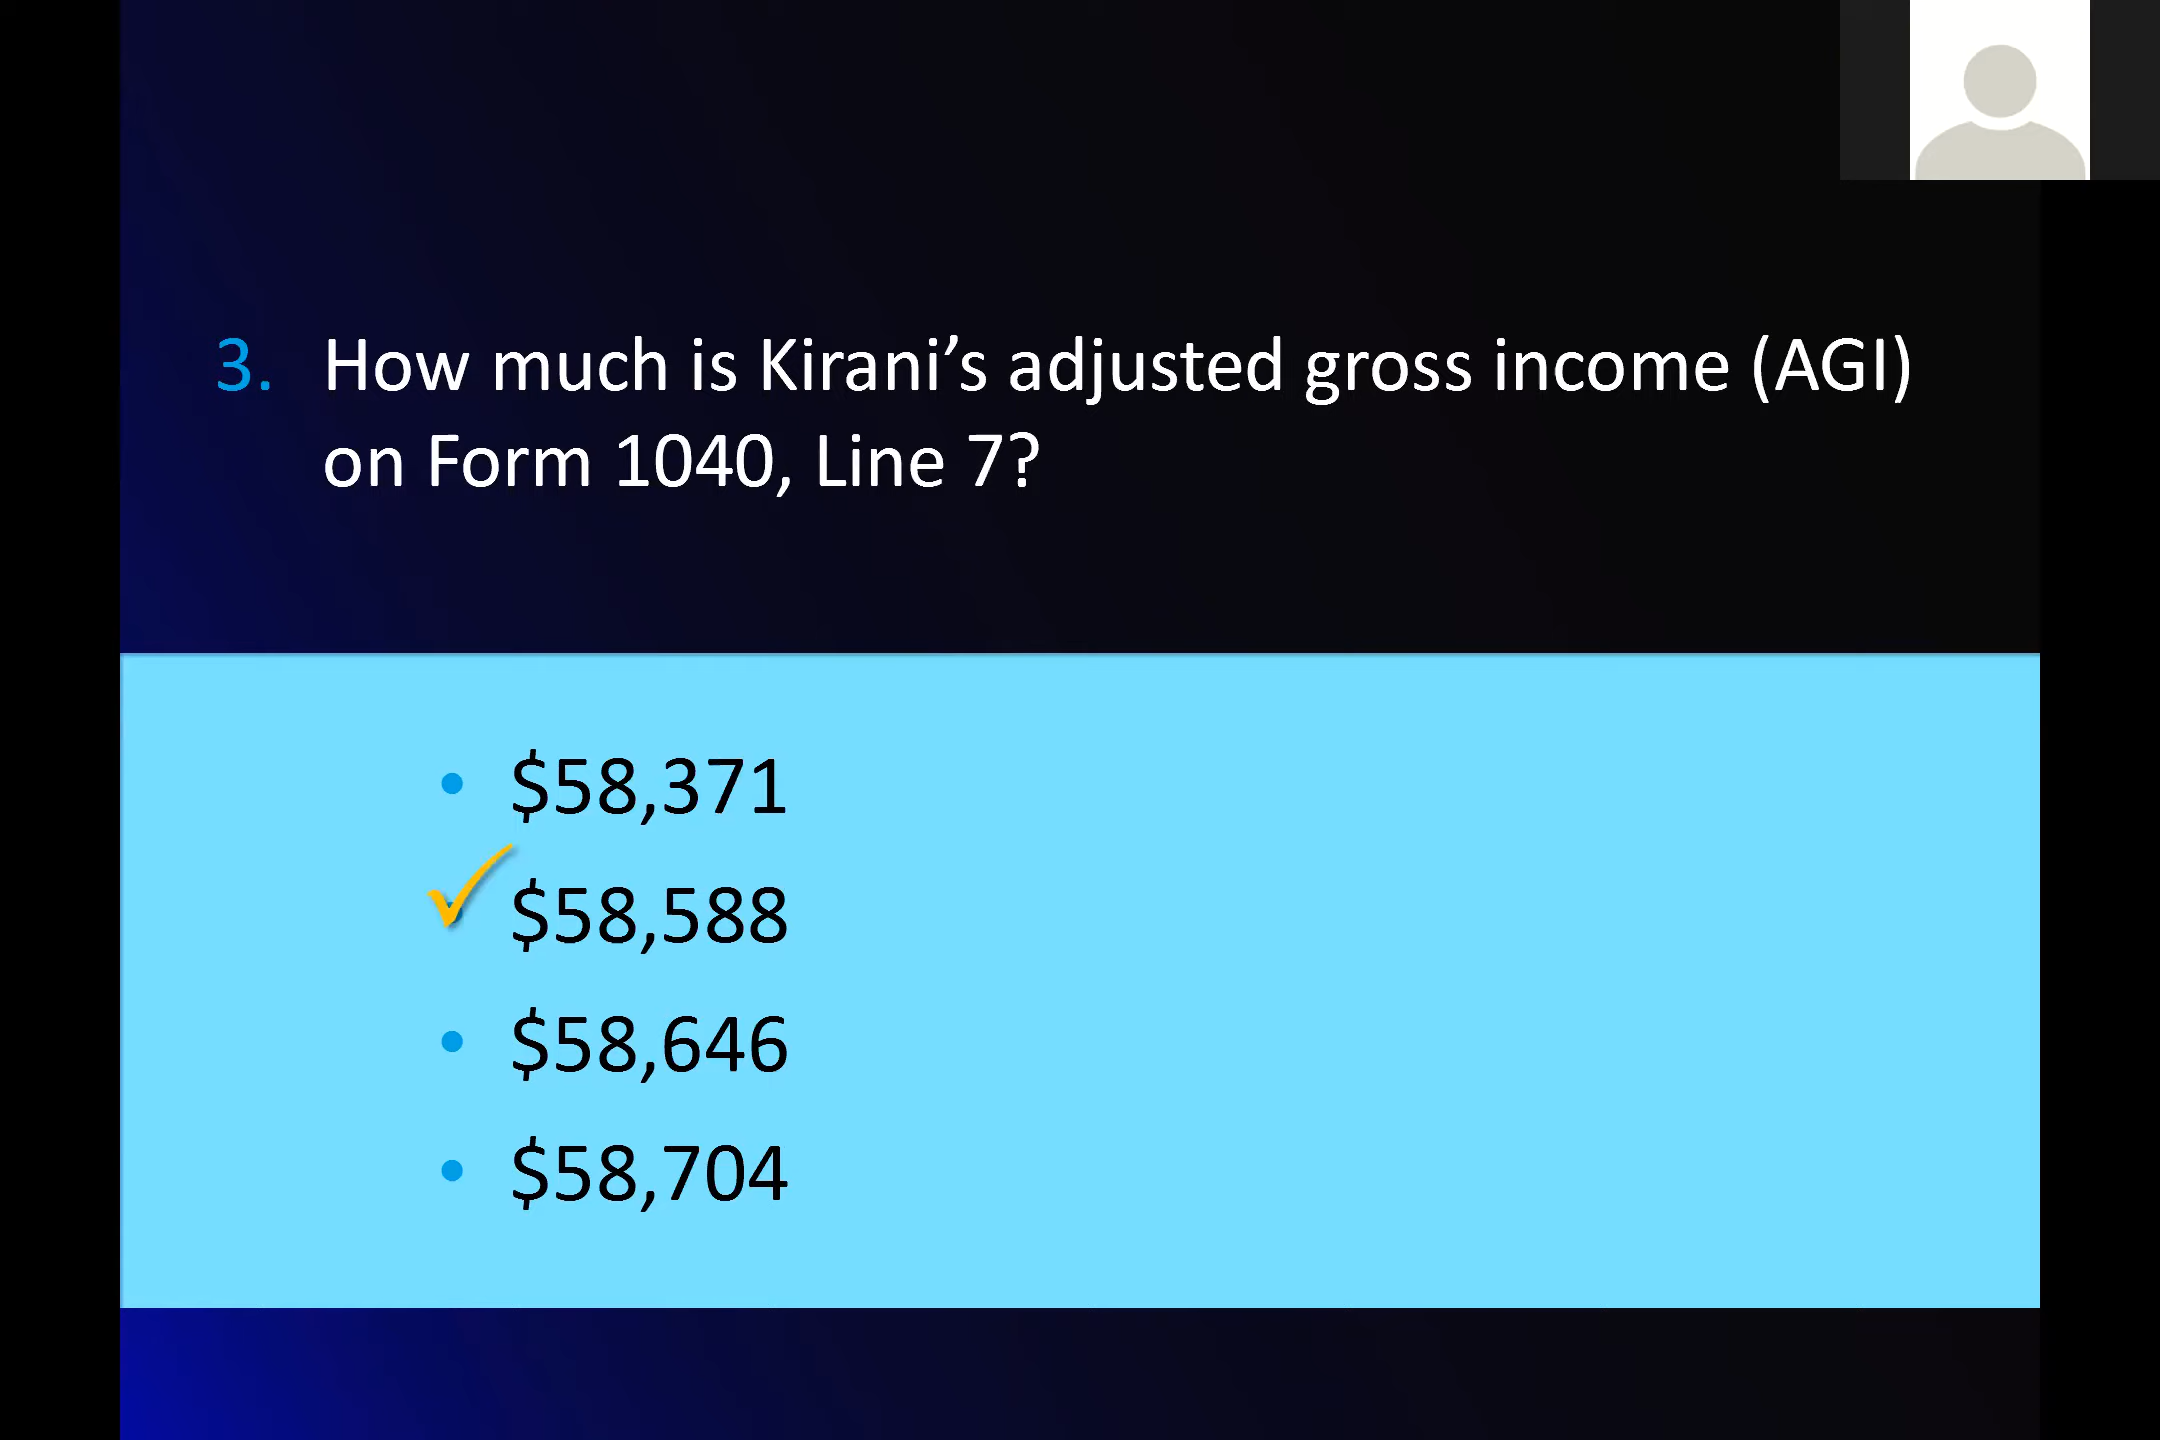 3. How much is Kirani’s adjusted gross income (AGI)
on Form 1040, Line 7?
• $58,371
✓ $58,588
• $58,646
• $58,704